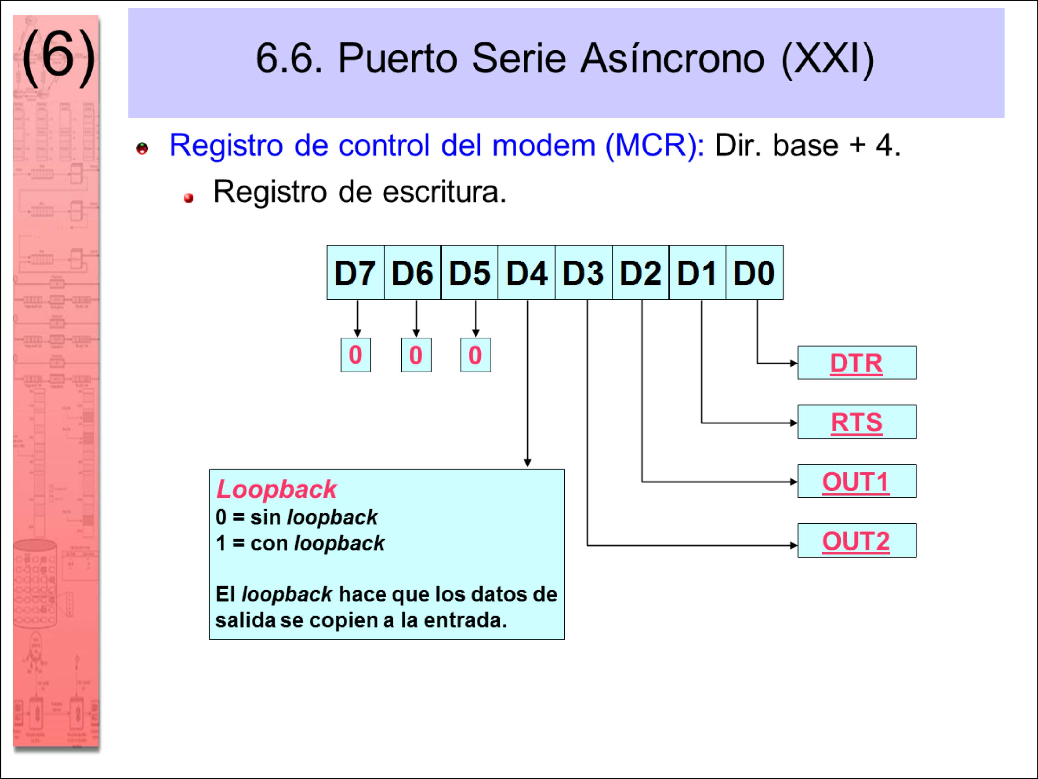 (6)
6.6. Puerto Serie Asíncrono (XXI)
Registro de control del modem (MCR): Dir. base + 4.
Registro de escritura.
D7 D6 D5 D4 D3 D2 D1 D0
0 0 0
DTR
RTS
OUT1
OUT2
Loopback
0 = sin loopback
1 = con loopback
El loopback hace que los datos de
salida se copien a la entrada.